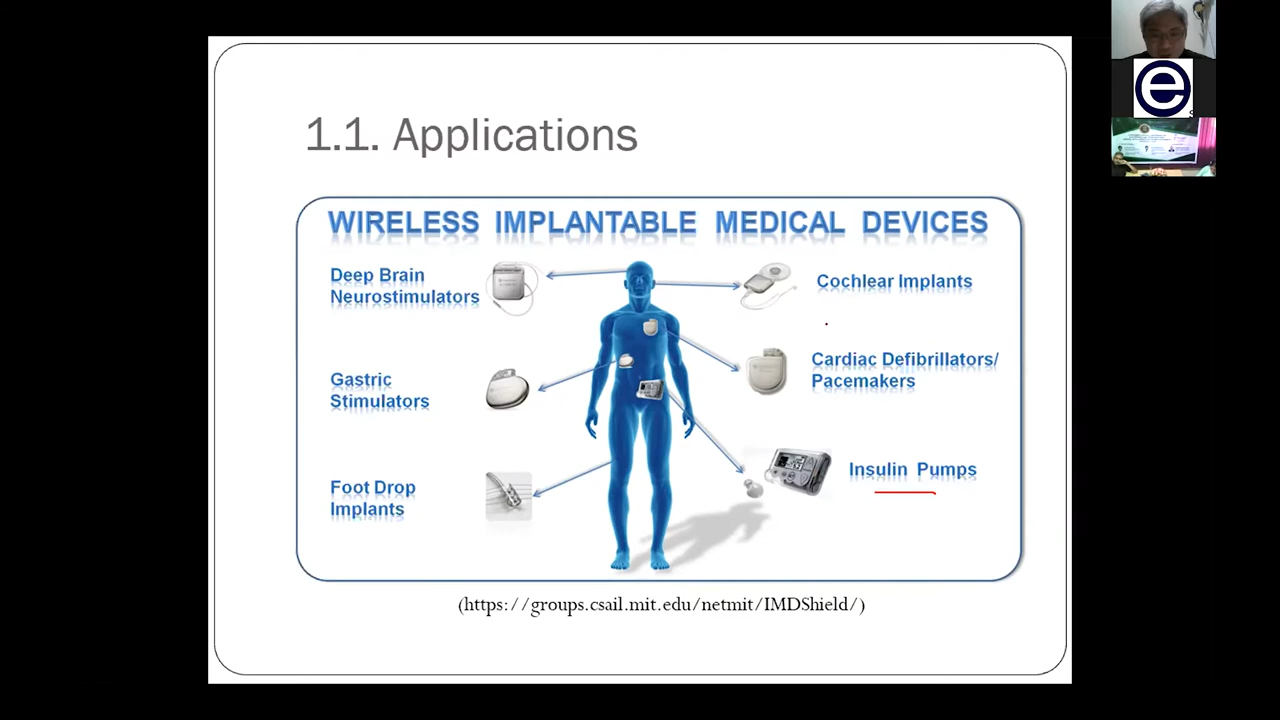 1.1. Applications
WIRELESS IMPLANTABLE MEDICAL DEVICES
Deep Brain
Neurostimulators
Cochlear Implants
Gastric
Stimulators
Cardiac Defibrillators/
Pacemakers
Foot Drop
Implants
Insulin Pumps
(https://groups.csail.mit.edu/netmit/IMDShield/)
e